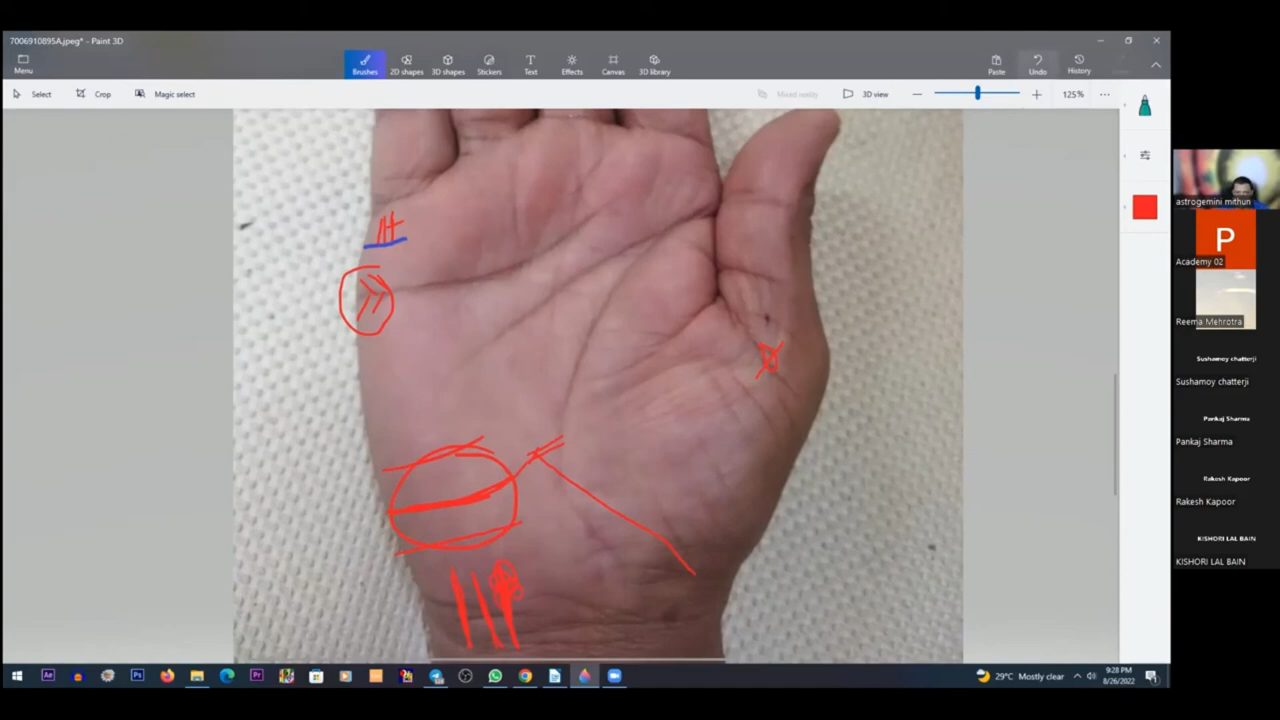 7006910895A.jpeg* - Paint 3D
Menu
Brushes
2D shapes
3D shapes
Stickers
Text
Effects
Canvas
3D library
Paste
Undo
History
Select
Crop
Magic select
Mixed reality
3D view
125%
astrogemini mithun
P
Academy 02
Reema Mehrotra
Sushamoy chatterji
Sushamoy chatterji
Pankaj Sharma
Pankaj Sharma
Rakesh Kapoor
Rakesh Kapoor
KISHORI LAL BAIN
KISHORI LAL BAIN
Ae
Ps
Pr
29°C Mostly clear
9:28 PM
8/26/2022